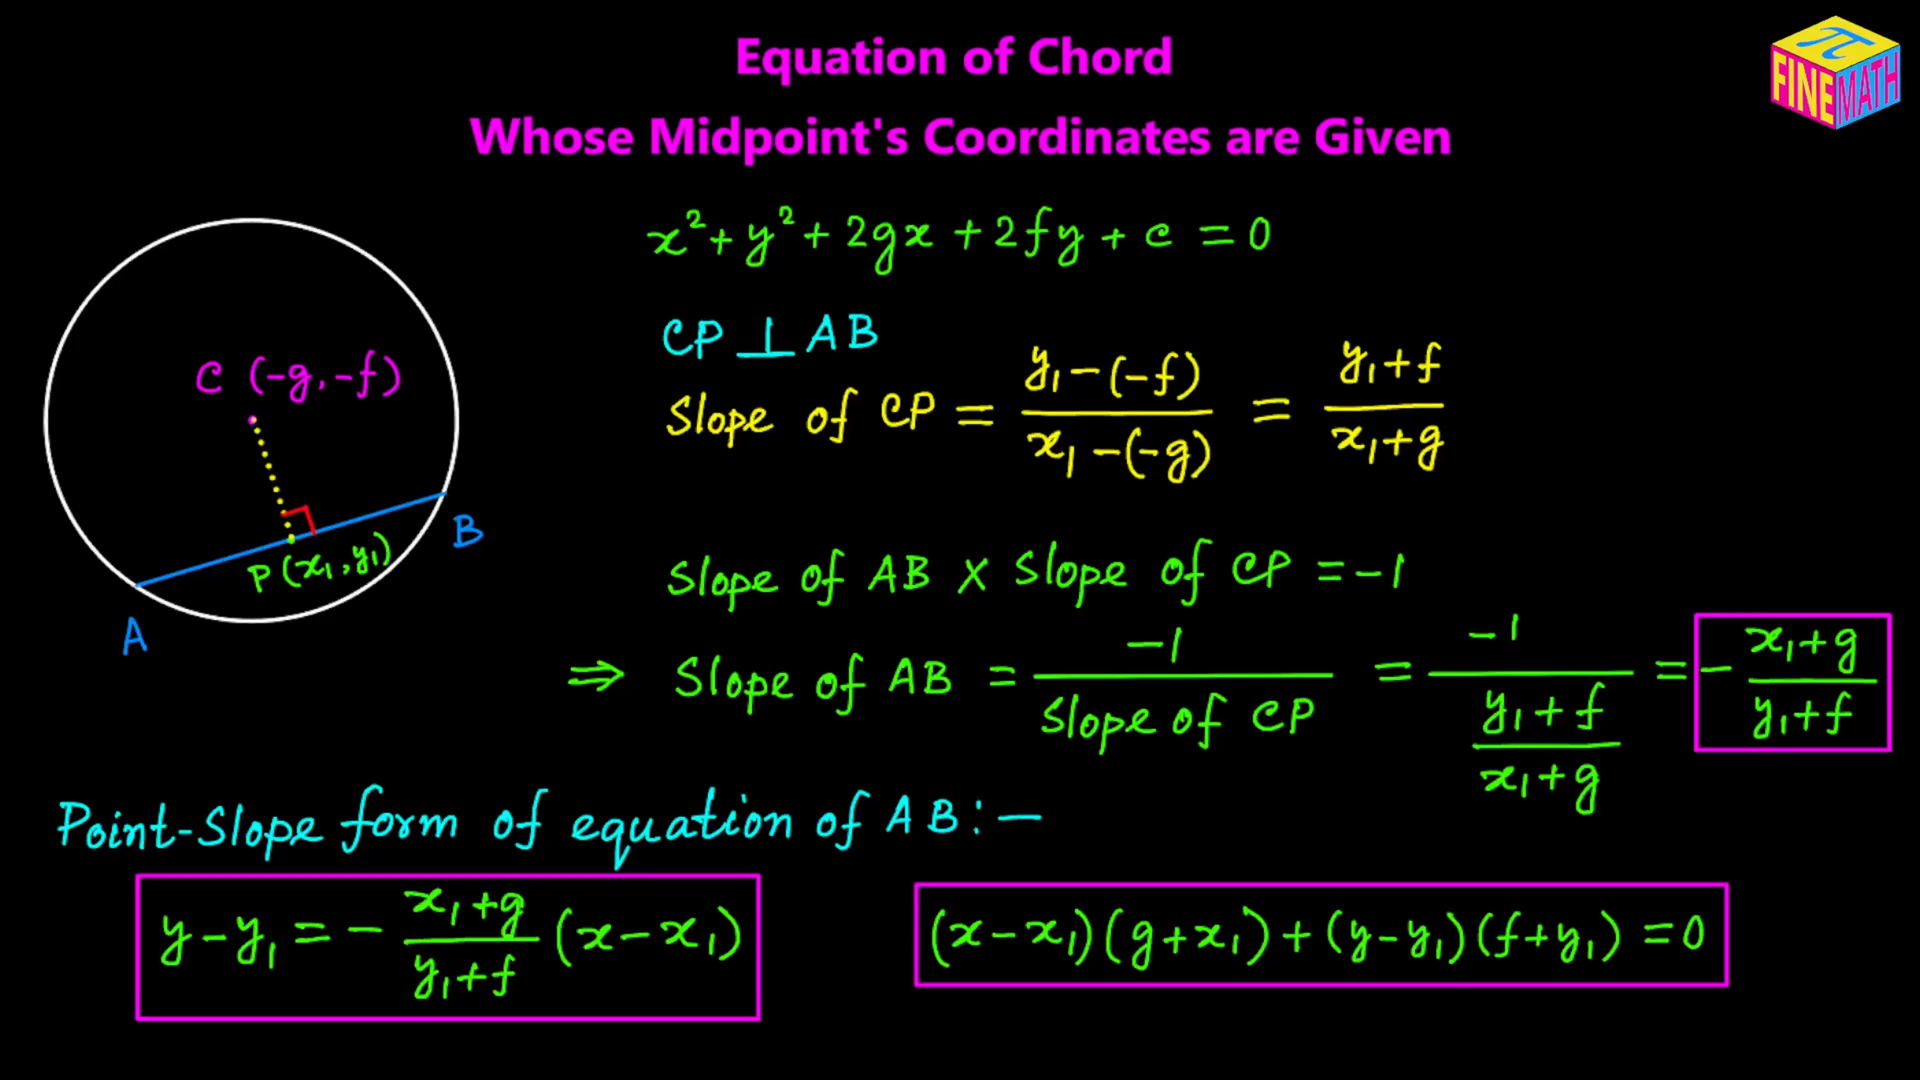 Equation of Chord
Whose Midpoint's Coordinates are Given
π
FINE MATH
x² + y² + 2gx + 2fy + c = 0
CP ⊥ AB
Slope of CP = (y₁ - (-f)) / (x₁ - (-g)) = (y₁ + f) / (x₁ + g)
C (-g, -f)
P (x₁, y₁)
B
A
Slope of AB × Slope of CP = -1
⇒ Slope of AB = -1 / (Slope of CP) = -1 / ((y₁ + f) / (x₁ + g)) = - (x₁ + g) / (y₁ + f)
Point-Slope form of equation of AB:—
y - y₁ = - (x₁ + g) / (y₁ + f) (x - x₁)
(x - x₁)(g + x₁) + (y - y₁)(f + y₁) = 0